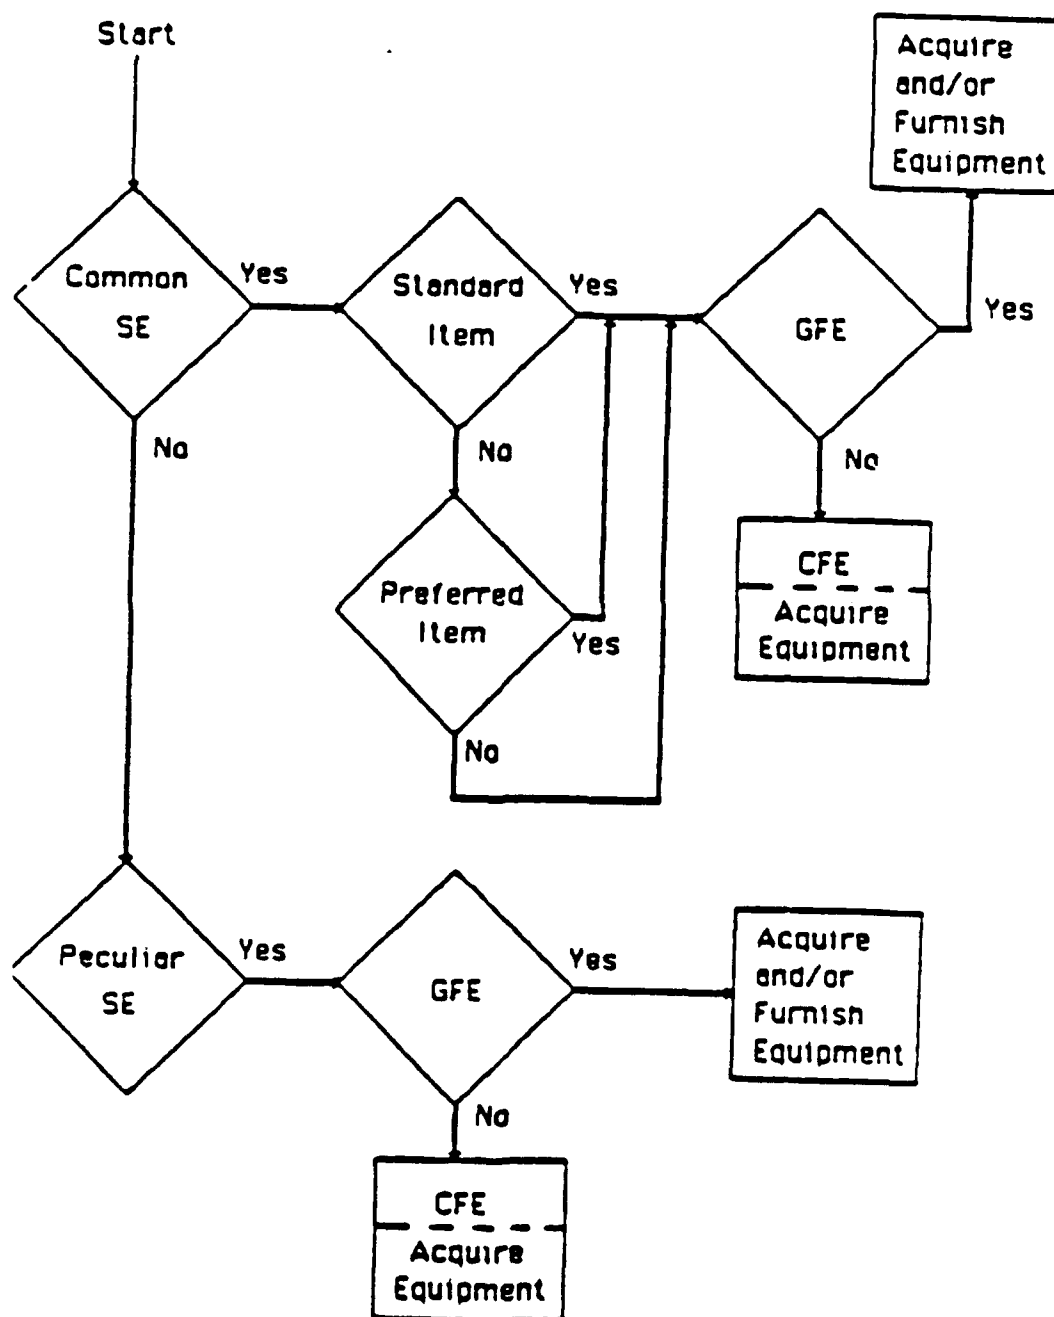 Start
Acquire
and/or
Furnish
Equipment
Common
SE
Yes
Standard
Item
Yes
GFE
Yes
No
No
No
CFE
Acquire
Equipment
Preferred
Item
Yes
No
Peculiar
SE
Yes
GFE
Yes
Acquire
and/or
Furnish
Equipment
No
CFE
Acquire
Equipment